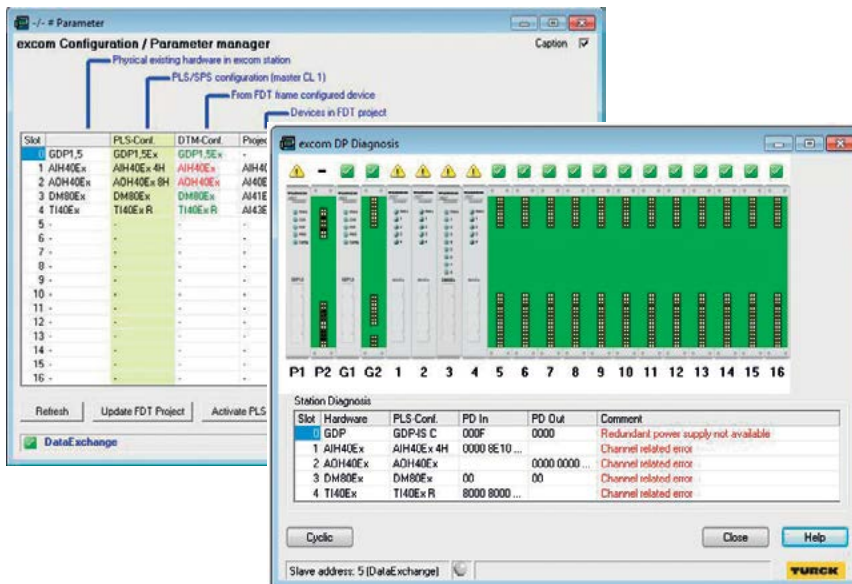 -/- # Parameter
excom Configuration / Parameter manager
Caption
Physical existing hardware in excom station
PLS/SPS configuration (master CL 1)
From FDT frame configured device
Devices in FDT project
Slot PLS-Conf. DTM-Conf.
0 GDP1,5 GDP1,5Ex GDP1,5Ex -
1 AIH40Ex AIH40Ex 4H AIH40Ex
2 AOH40Ex AOH40Ex 8H AOH40Ex
3 DM80Ex DM80Ex DM80Ex
4 TI40Ex TI40Ex R TI40Ex R
5 - - - -
6 - - - -
7 - - - -
8 - - - -
9 - - - -
10 - - - -
11 - - - -
12 - - - -
13 - - - -
14 - - - -
15 - - - -
16 - - - -
Refresh Update FDT Project Activate PLS
DataExchange
excom DP Diagnosis
P1 P2 G1 G2 1 2 3 4 5 6 7 8 9 10 11 12 13 14 15 16
Station Diagnosis
Slot Hardware PLS-Conf. PD In PD Out Comment
0 GDP GDP-IS C 000F 0000 Redundant power supply not available
1 AIH40Ex AIH40Ex 4H 0000 8E10 ... Channel related error
2 AOH40Ex AOH40Ex 0000 0000 ... Channel related error
3 DM80Ex DM80Ex 00 00 Channel related error
4 TI40Ex TI40Ex R 8000 8000 ... Channel related error
Cyclic Close Help
Slave address: 5 (DataExchange)
TURCK